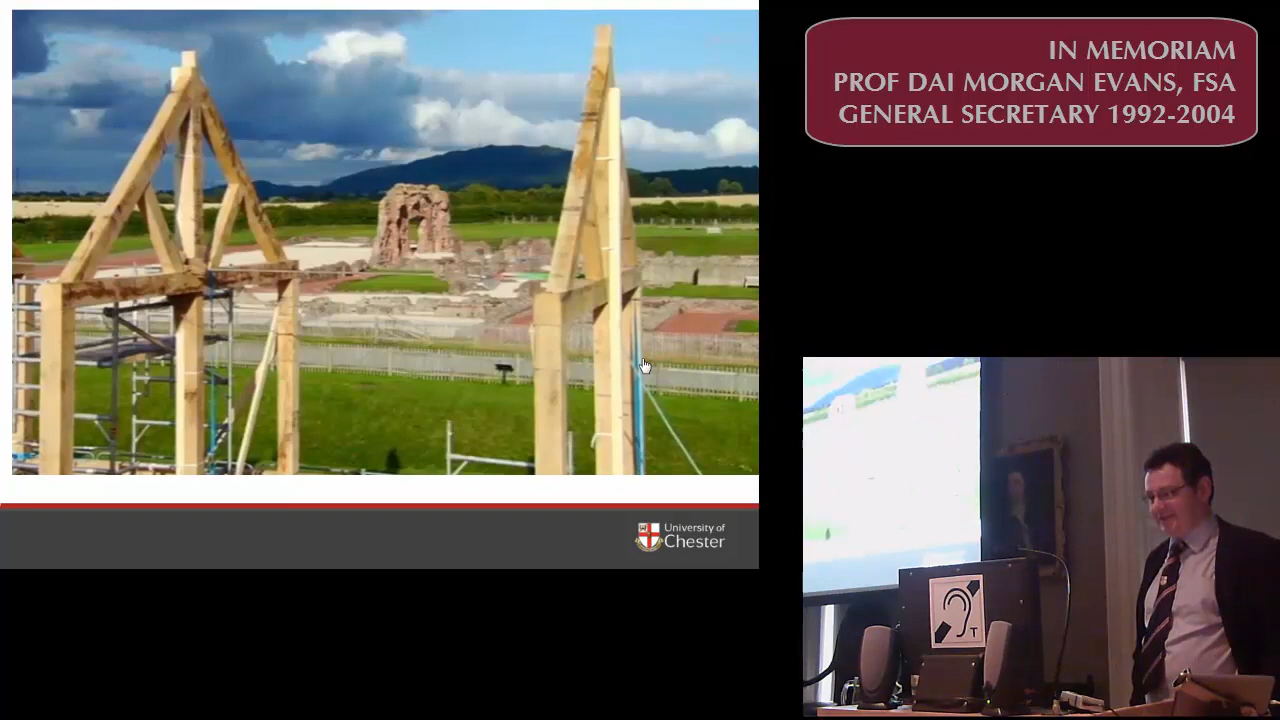 IN MEMORIAM
PROF DAI MORGAN EVANS, FSA
GENERAL SECRETARY 1992-2004
University of
Chester
T